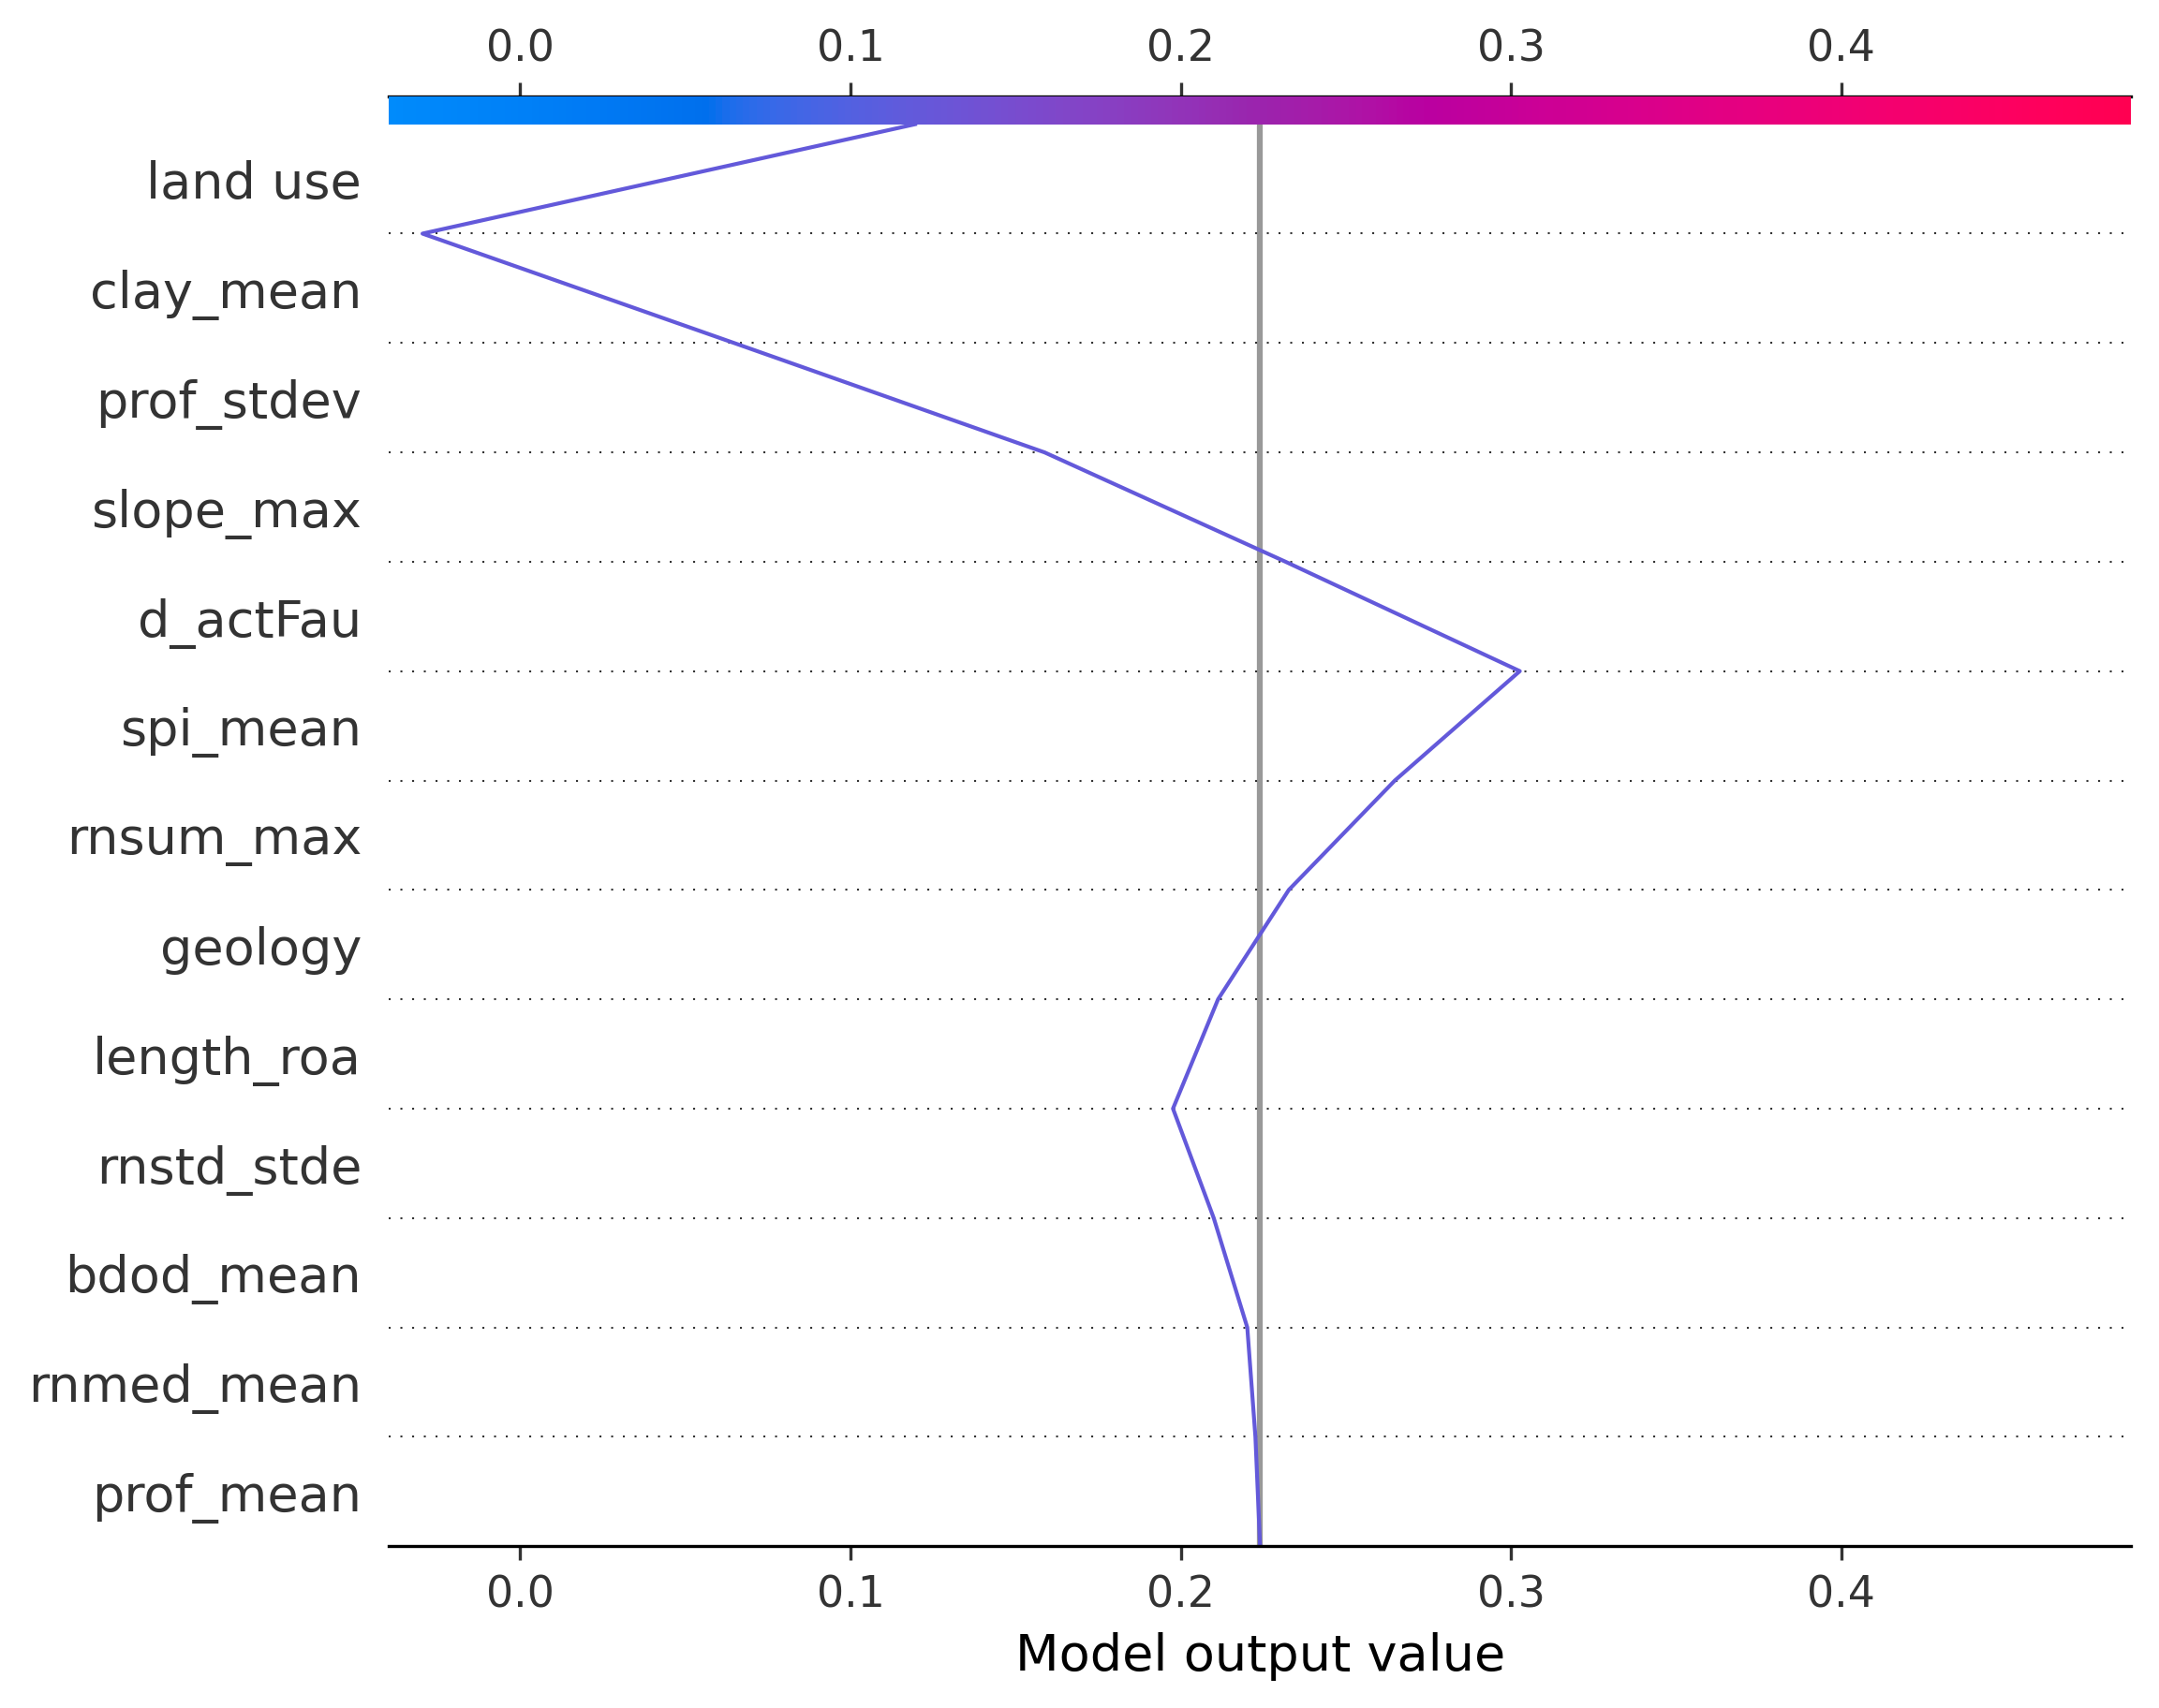 0.0 0.1 0.2 0.3 0.4
land use
clay_mean
prof_stdev
slope_max
d_actFau
spi_mean
rnsum_max
geology
length_roa
rnstd_stde
bdod_mean
rnmed_mean
prof_mean
0.0 0.1 0.2 0.3 0.4
Model output value